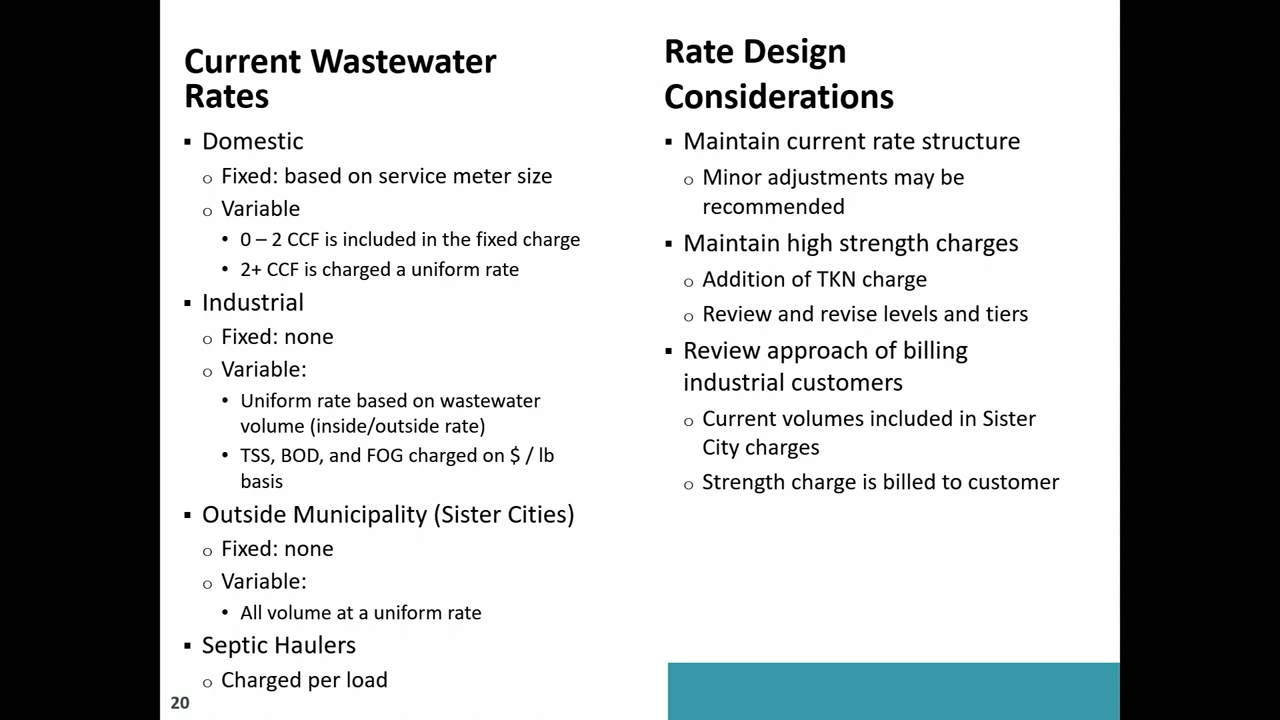 Current Wastewater
Rates
▪ Domestic
o Fixed: based on service meter size
o Variable
• 0 – 2 CCF is included in the fixed charge
• 2+ CCF is charged a uniform rate
▪ Industrial
o Fixed: none
o Variable:
• Uniform rate based on wastewater
volume (inside/outside rate)
• TSS, BOD, and FOG charged on $ / lb
basis
▪ Outside Municipality (Sister Cities)
o Fixed: none
o Variable:
• All volume at a uniform rate
▪ Septic Haulers
o Charged per load
20
Rate Design
Considerations
▪ Maintain current rate structure
o Minor adjustments may be
recommended
▪ Maintain high strength charges
o Addition of TKN charge
o Review and revise levels and tiers
▪ Review approach of billing
industrial customers
o Current volumes included in Sister
City charges
o Strength charge is billed to customer